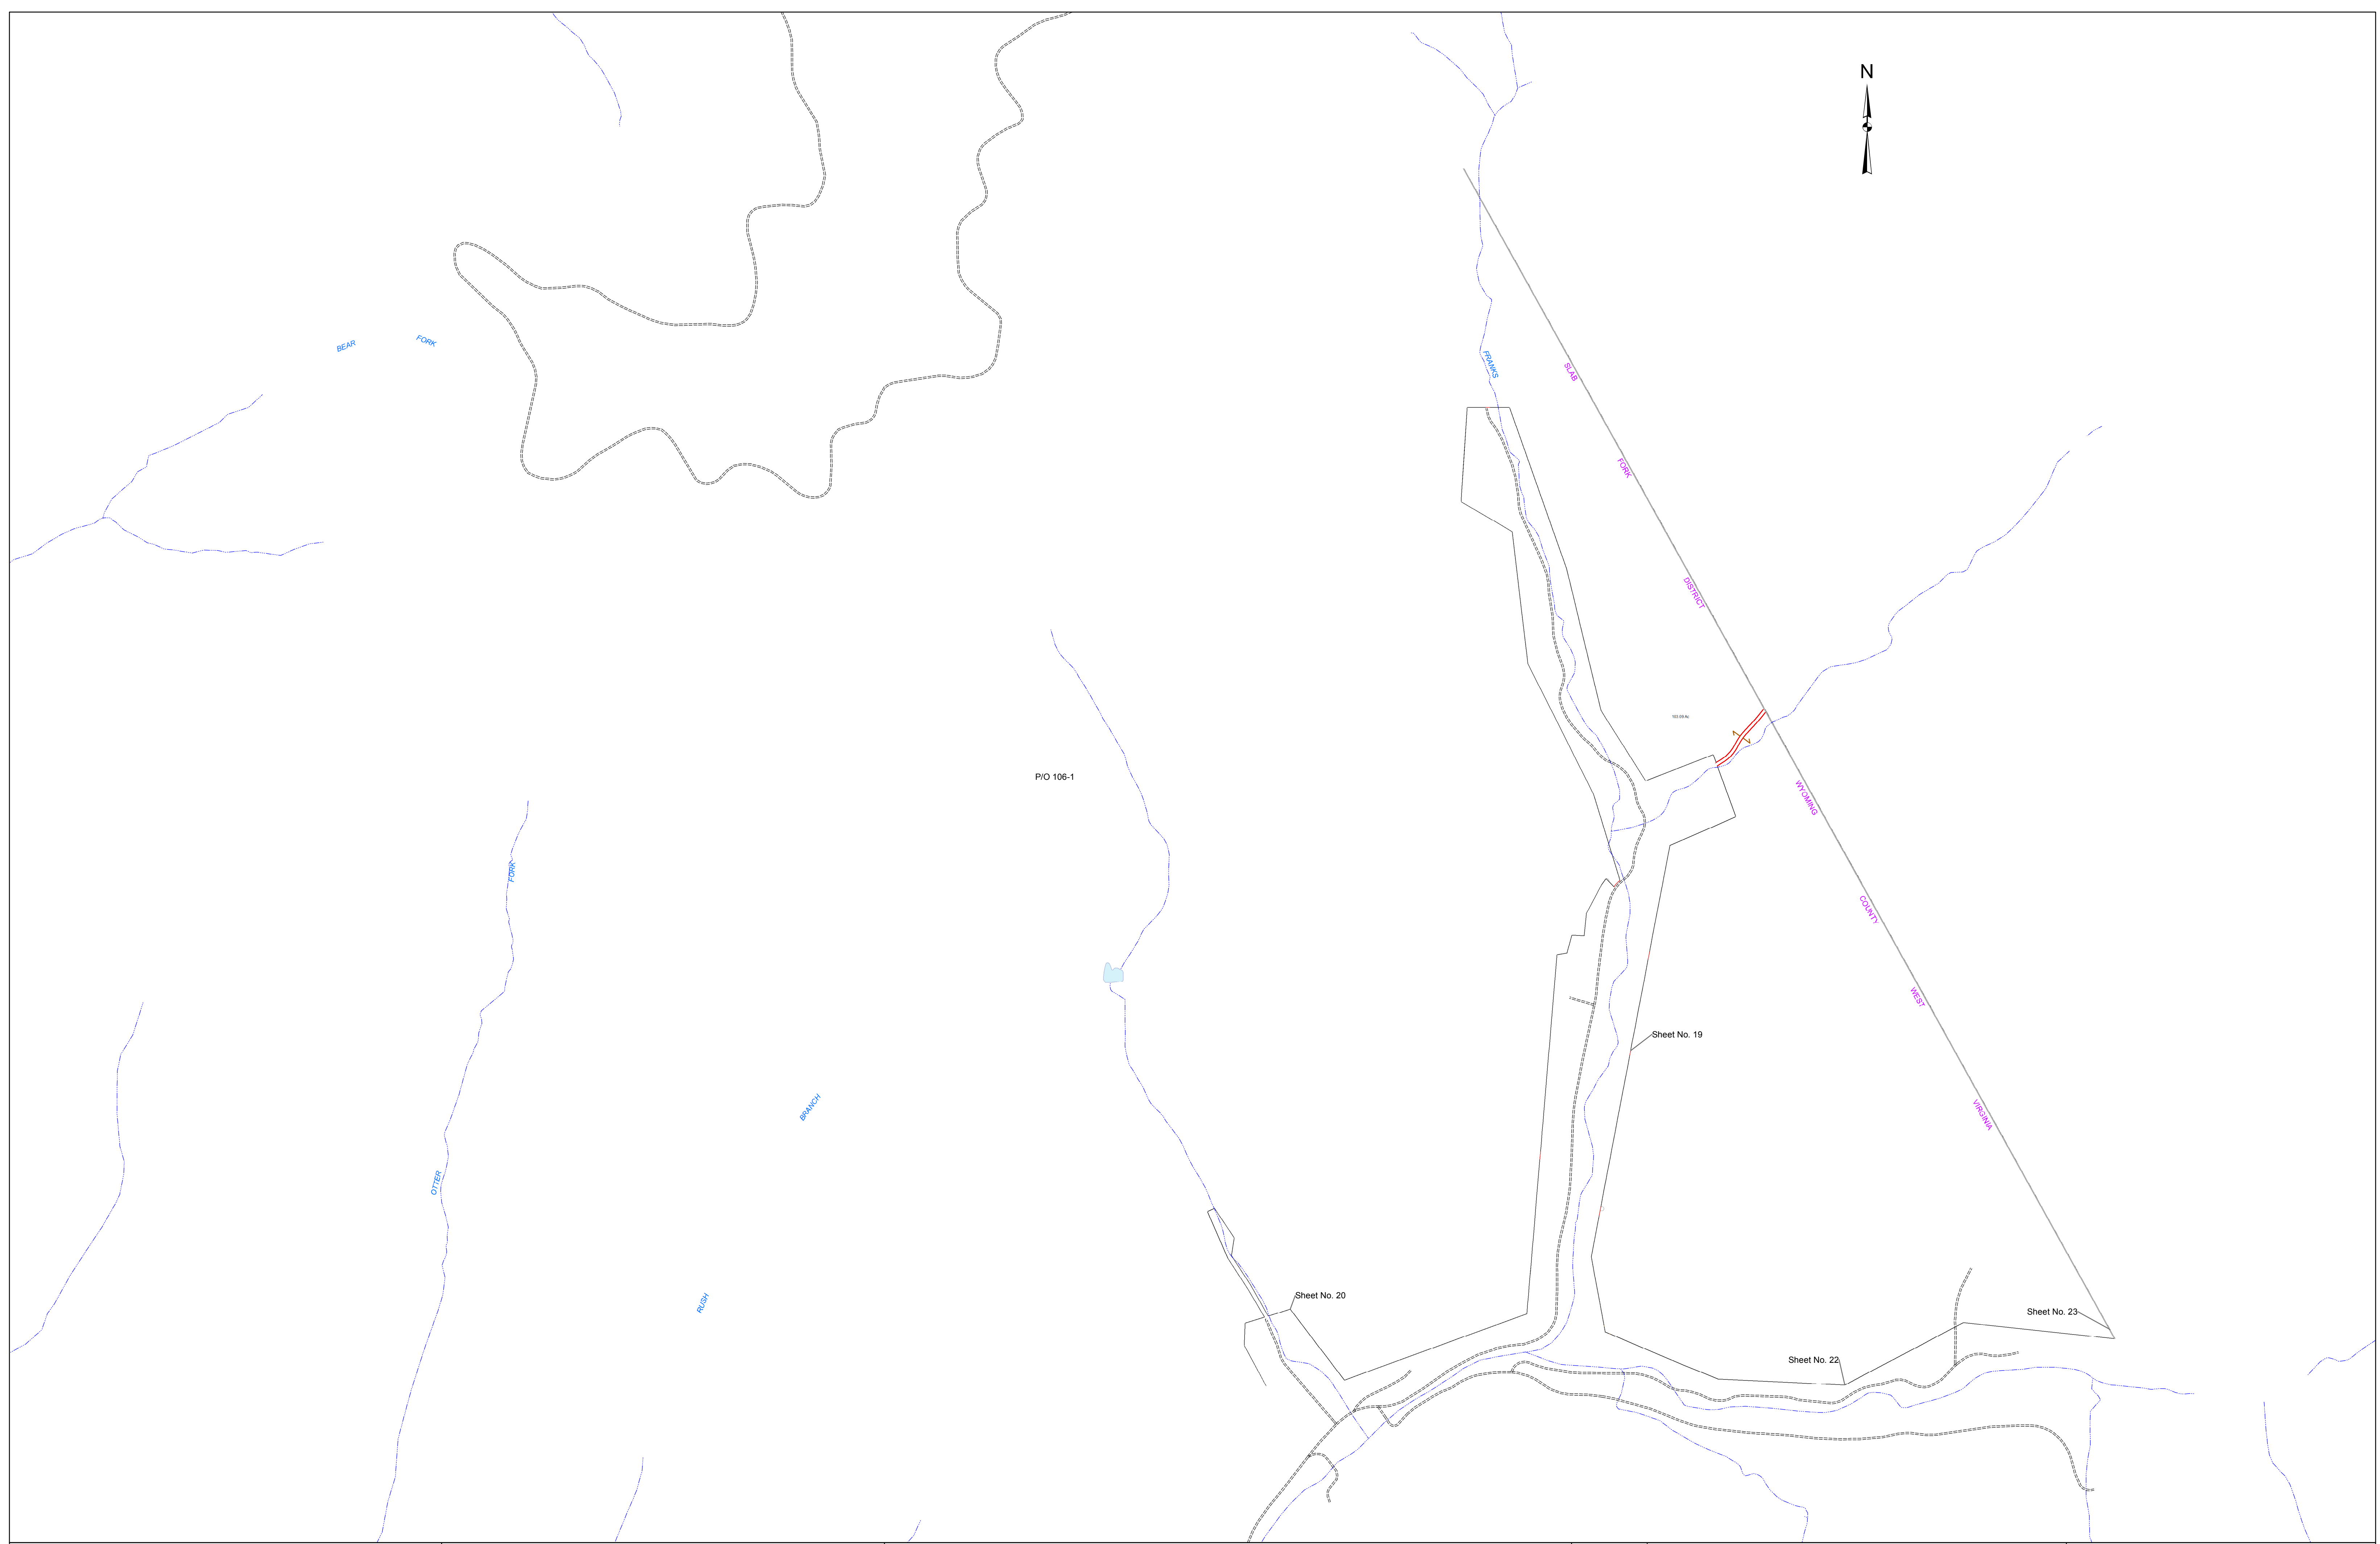 N
BEAR FORK
FRANKS
SLAB FORK DISTRICT WYOMING COUNTY WEST VIRGINIA
P/O 106-1
OTTER FORK
RUSH BRANCH
Sheet No. 19
Sheet No. 20
Sheet No. 23
Sheet No. 22